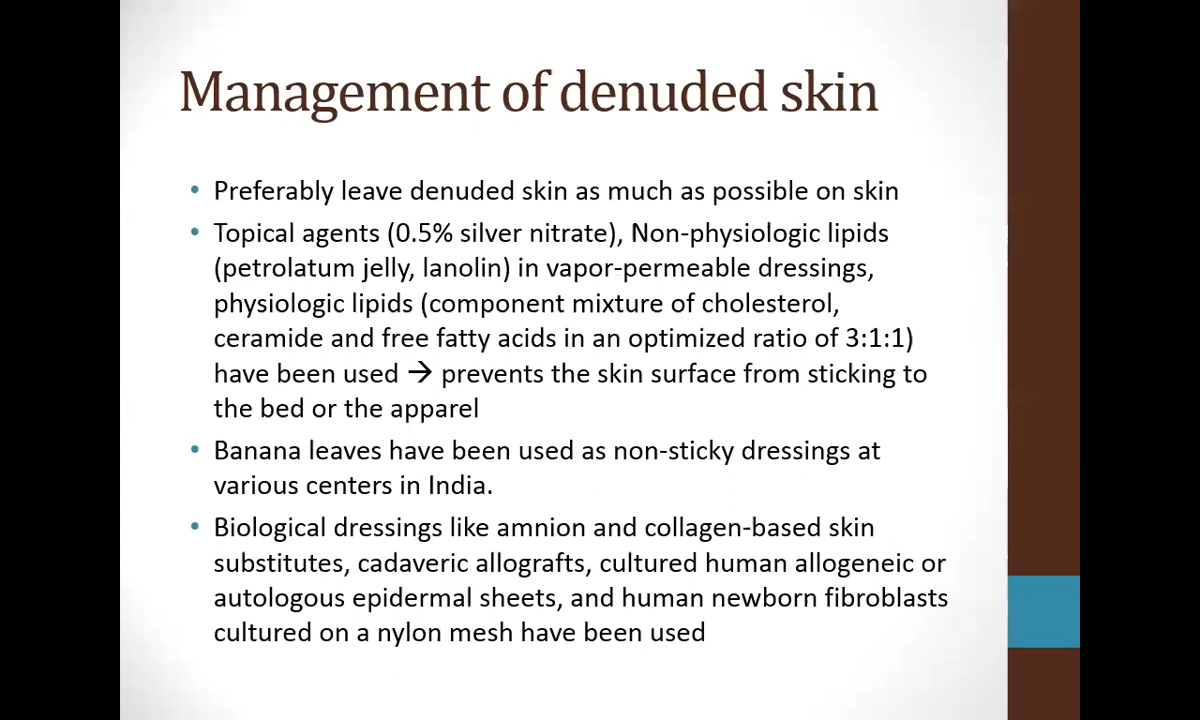 Management of denuded skin
• Preferably leave denuded skin as much as possible on skin
• Topical agents (0.5% silver nitrate), Non-physiologic lipids
(petrolatum jelly, lanolin) in vapor-permeable dressings,
physiologic lipids (component mixture of cholesterol,
ceramide and free fatty acids in an optimized ratio of 3:1:1)
have been used → prevents the skin surface from sticking to
the bed or the apparel
• Banana leaves have been used as non-sticky dressings at
various centers in India.
• Biological dressings like amnion and collagen-based skin
substitutes, cadaveric allografts, cultured human allogeneic or
autologous epidermal sheets, and human newborn fibroblasts
cultured on a nylon mesh have been used